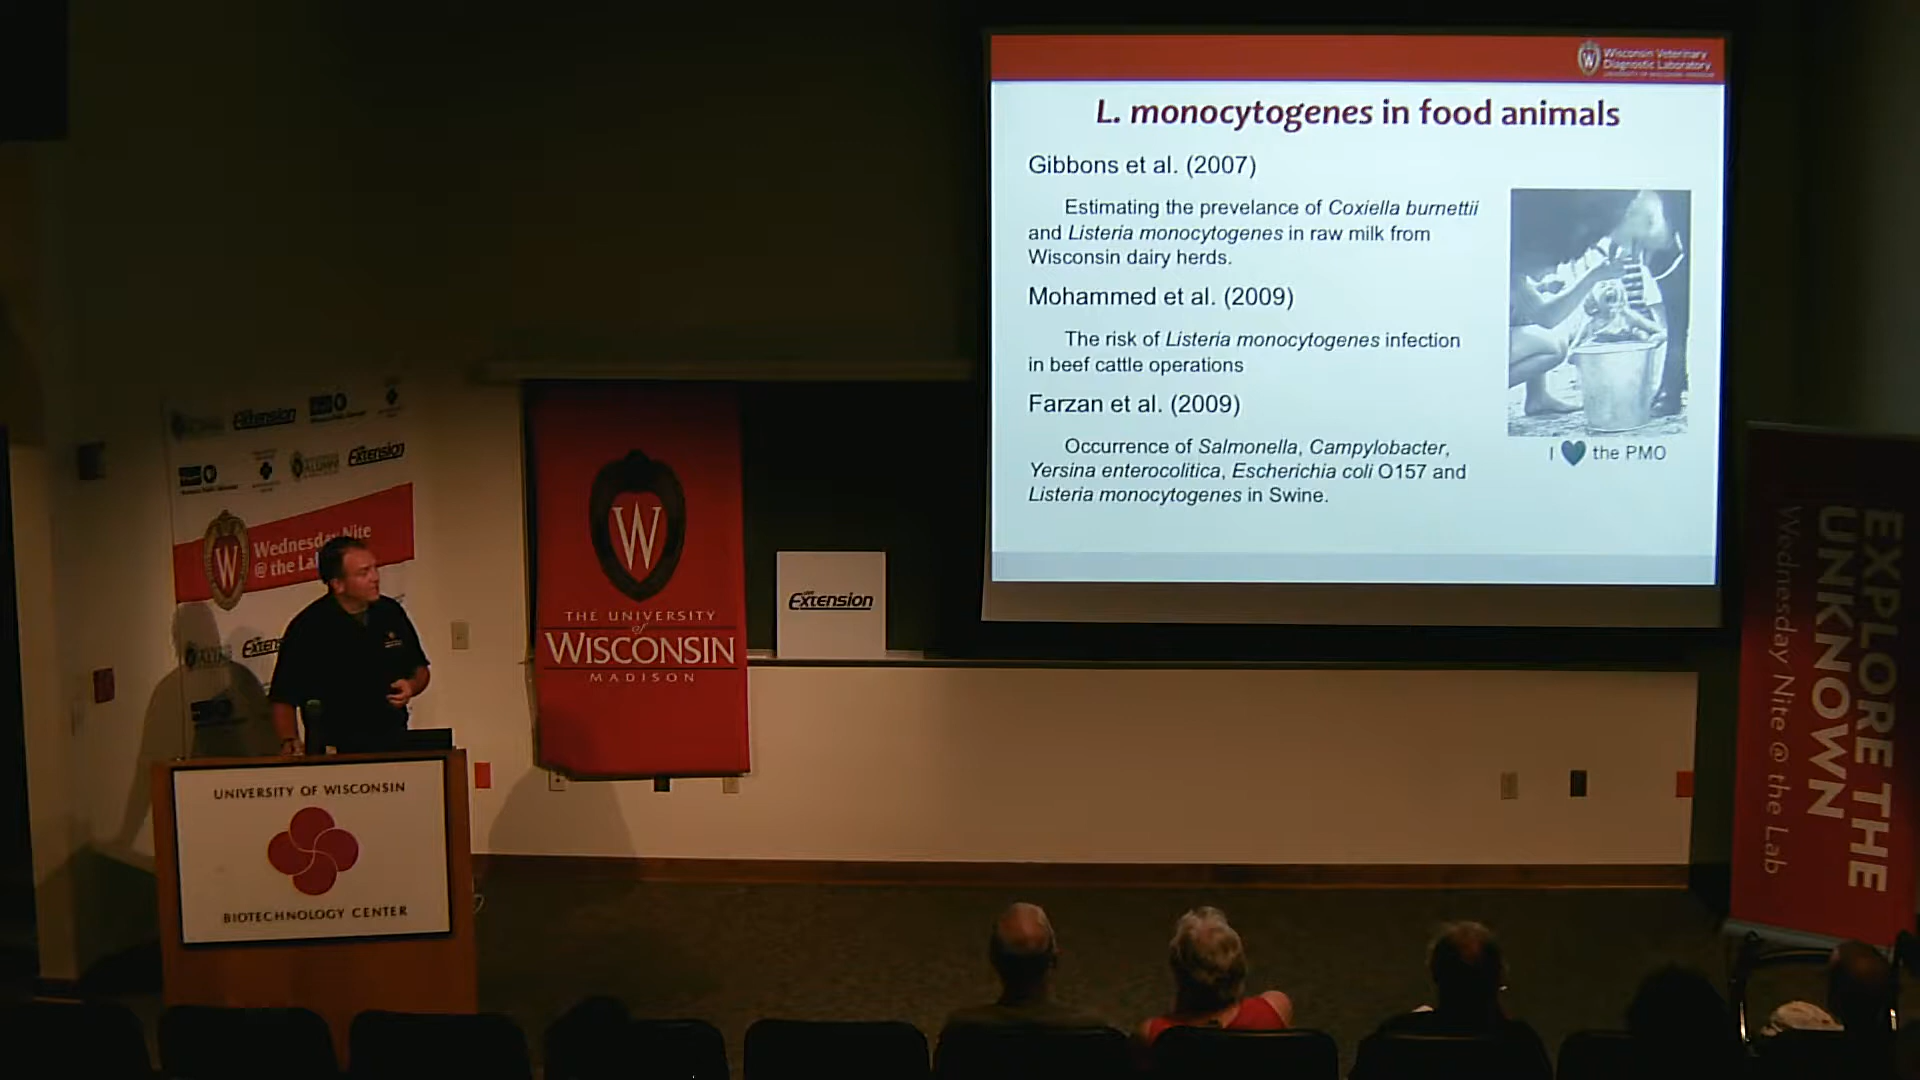 Wisconsin Veterinary
Diagnostic Laboratory
L. monocytogenes in food animals
Gibbons et al. (2007)
Estimating the prevelance of Coxiella burnettii
and Listeria monocytogenes in raw milk from
Wisconsin dairy herds.
Mohammed et al. (2009)
The risk of Listeria monocytogenes infection
in beef cattle operations
Farzan et al. (2009)
Occurrence of Salmonella, Campylobacter,
Yersina enterocolitica, Escherichia coli O157 and
Listeria monocytogenes in Swine.
I the PMO
Extension
Extension
ALUMNI
Wednesday Nite
@ the La
Exten
W
THE UNIVERSITY
of
WISCONSIN
MADISON
Extension
UNIVERSITY OF WISCONSIN
BIOTECHNOLOGY CENTER
EXPLORE THE
UNKNOWN
Wednesday Nite @ the Lab